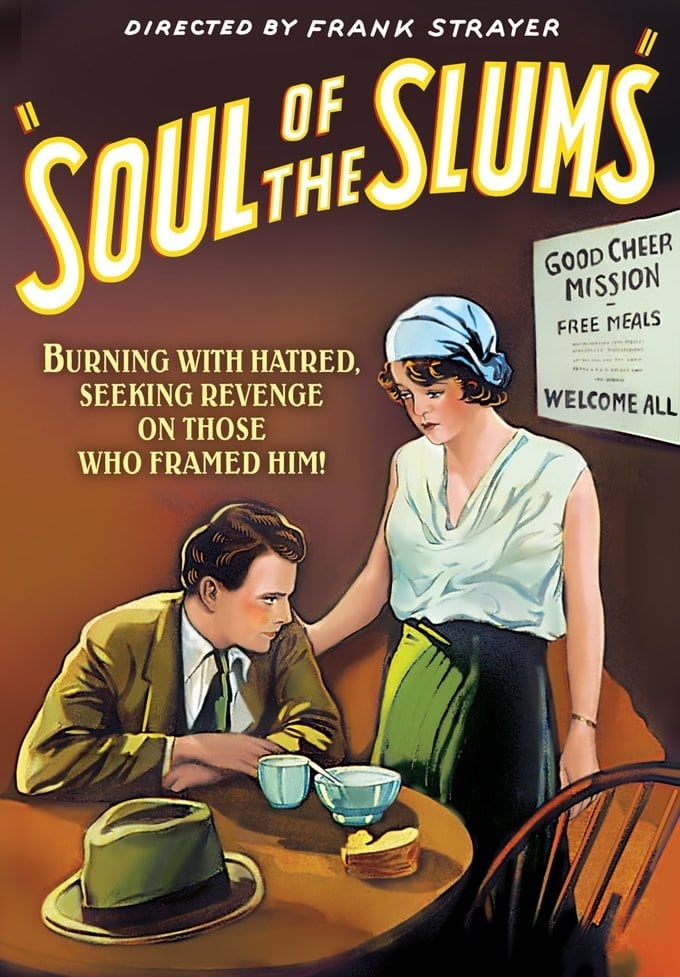 DIRECTED BY FRANK STRAYER
"SOUL OF THE SLUMS"
BURNING WITH HATRED,
SEEKING REVENGE
ON THOSE
WHO FRAMED HIM!
GOOD CHEER
MISSION
-
FREE MEALS
WELCOME ALL